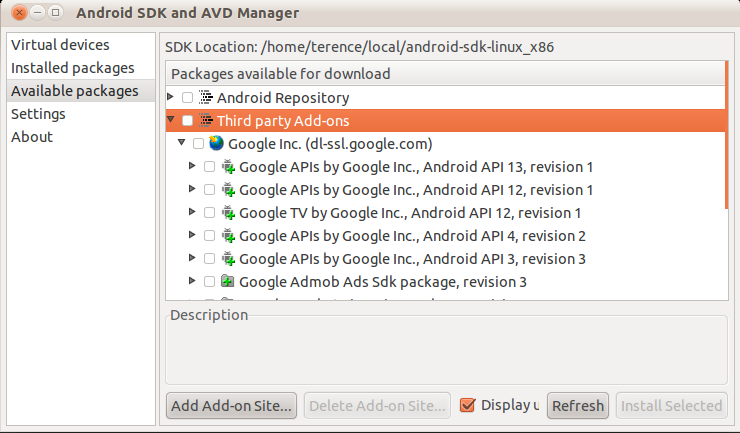 Android SDK and AVD Manager
Virtual devices
Installed packages
Available packages
Settings
About
SDK Location: /home/terence/local/android-sdk-linux_x86
Packages available for download
Android Repository
Third party Add-ons
Google Inc. (dl-ssl.google.com)
Google APIs by Google Inc., Android API 13, revision 1
Google APIs by Google Inc., Android API 12, revision 1
Google TV by Google Inc., Android API 12, revision 1
Google APIs by Google Inc., Android API 4, revision 2
Google APIs by Google Inc., Android API 3, revision 3
Google Admob Ads Sdk package, revision 3
Description
Add Add-on Site...
Delete Add-on Site...
Display u
Refresh
Install Selected